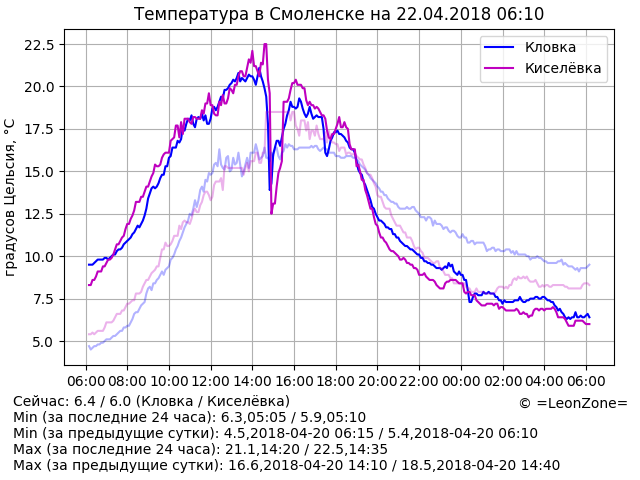 Температура в Смоленске на 22.04.2018 06:10
Кловка
Киселёвка
градусов Цельсия, °C
22.5
20.0
17.5
15.0
12.5
10.0
7.5
5.0
06:00 08:00 10:00 12:00 14:00 16:00 18:00 20:00 22:00 00:00 02:00 04:00 06:00
Сейчас: 6.4 / 6.0 (Кловка / Киселёвка)
© =LeonZone=
Min (за последние 24 часа): 6.3,05:05 / 5.9,05:10
Min (за предыдущие сутки): 4.5,2018-04-20 06:15 / 5.4,2018-04-20 06:10
Max (за последние 24 часа): 21.1,14:20 / 22.5,14:35
Max (за предыдущие сутки): 16.6,2018-04-20 14:10 / 18.5,2018-04-20 14:40